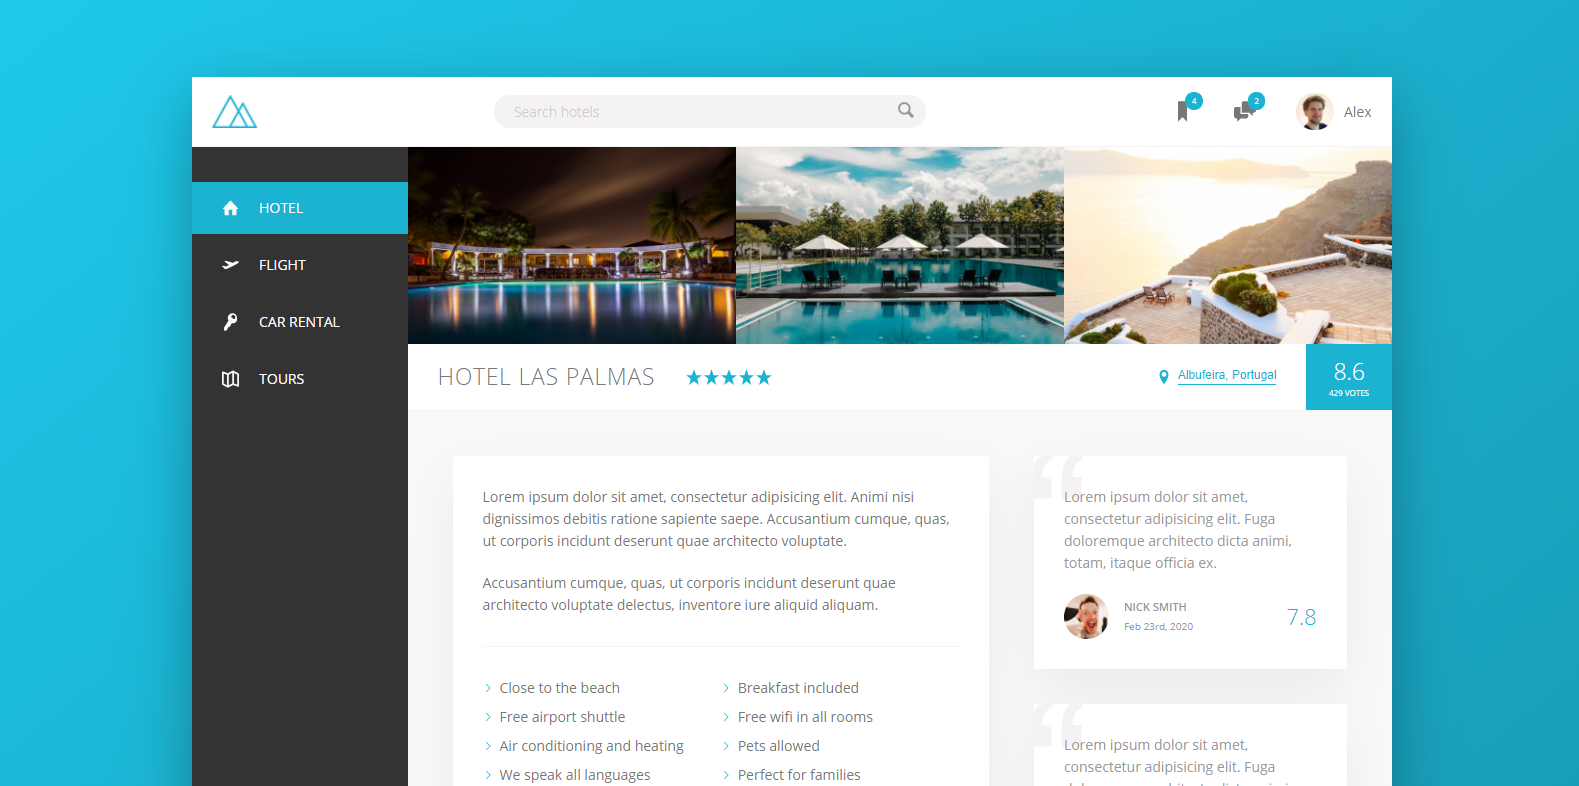 Search hotels
4
2
Alex
HOTEL
FLIGHT
CAR RENTAL
TOURS
HOTEL LAS PALMAS
Albufeira, Portugal
8.6
429 VOTES
Lorem ipsum dolor sit amet, consectetur adipisicing elit. Animi nisi
dignissimos debitis ratione sapiente saepe. Accusantium cumque, quas,
ut corporis incidunt deserunt quae architecto voluptate.
Accusantium cumque, quas, ut corporis incidunt deserunt quae
architecto voluptate delectus, inventore iure aliquid aliquam.
Close to the beach
Free airport shuttle
Air conditioning and heating
We speak all languages
Breakfast included
Free wifi in all rooms
Pets allowed
Perfect for families
“
Lorem ipsum dolor sit amet,
consectetur adipisicing elit. Fuga
doloremque architecto dicta animi,
totam, itaque officia ex.
NICK SMITH
Feb 23rd, 2020
7.8
“
Lorem ipsum dolor sit amet,
consectetur adipisicing elit. Fuga